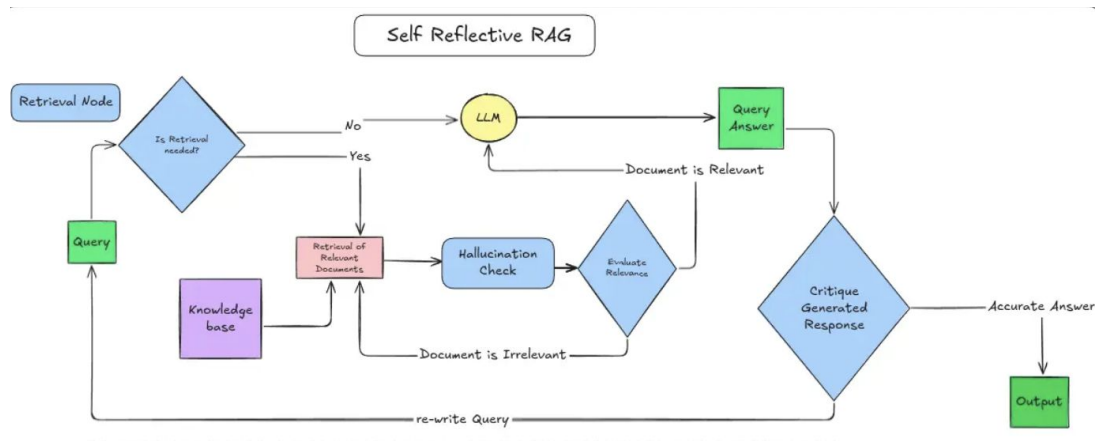 Self Reflective RAG
Retrieval Node
Is Retrieval
needed?
No
Yes
LLM
Query
Answer
Document is Relevant
Query
Retrieval of
Relevant
Documents
Hallucination
Check
Evaluate
Relevance
Knowledge
base
Critique
Generated
Response
Accurate Answer
Document is Irrelevant
Output
re-write Query